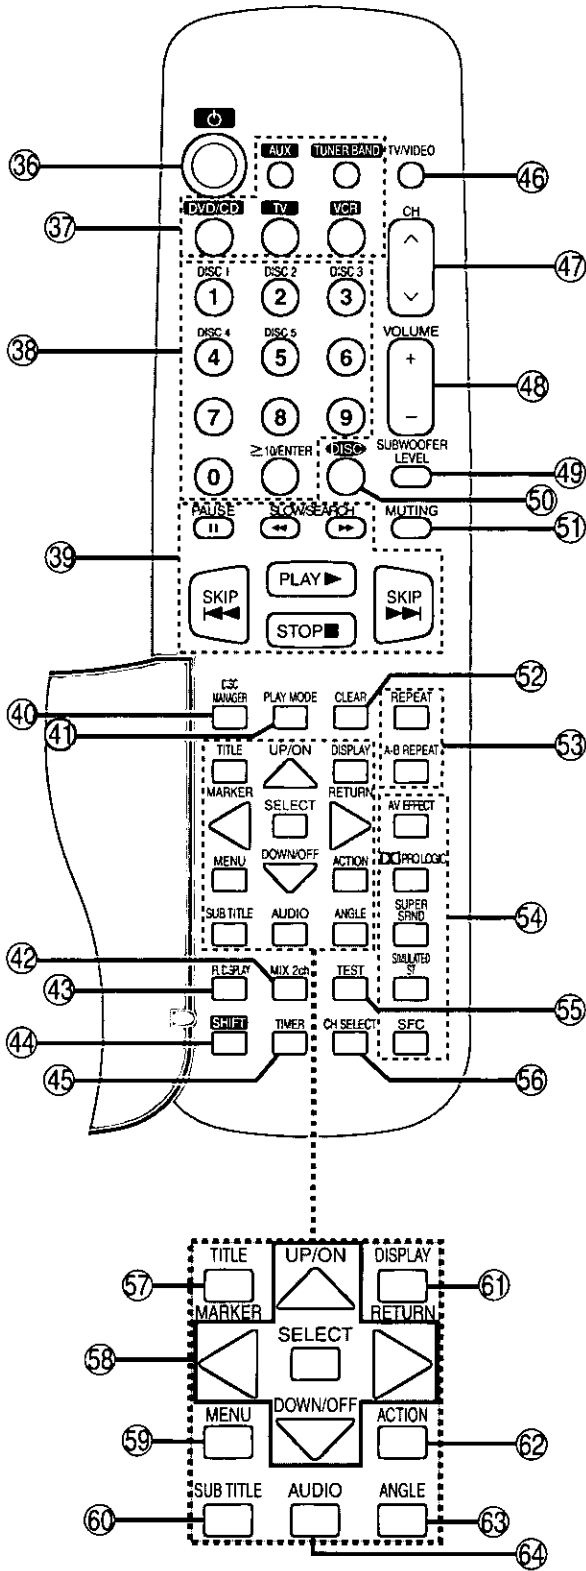 36 AUX TUNER BAND TV/VIDEO 46
37 DVD/CD TV VCR CH
47
DISC 1 DISC 2 DISC 3
1 2 3
38 DISC 4 DISC 5 VOLUME
4 5 6 + 48
7 8 9 −
≧10/ENTER DISC SUBWOOFER LEVEL 49
0 50
PAUSE SLOW/SEARCH MUTING 51
39
SKIP PLAY SKIP
STOP
40 DISC MANAGER PLAY MODE CLEAR REPEAT 52
41 53
TITLE UP/ON DISPLAY A-B REPEAT
MARKER SELECT RETURN AV EFFECT
MENU DOWN/OFF ACTION PRO LOGIC
SUPER SRND 54
SUB TITLE AUDIO ANGLE
42 SIMULATED ST
43 FL DISPLAY MIX 2ch TEST 55
44 SHIFT TIMER CH SELECT SFC
45 56
TITLE UP/ON DISPLAY
57 61
MARKER RETURN
58 SELECT
MENU DOWN/OFF ACTION
59 62
SUB TITLE AUDIO ANGLE
60 63
64